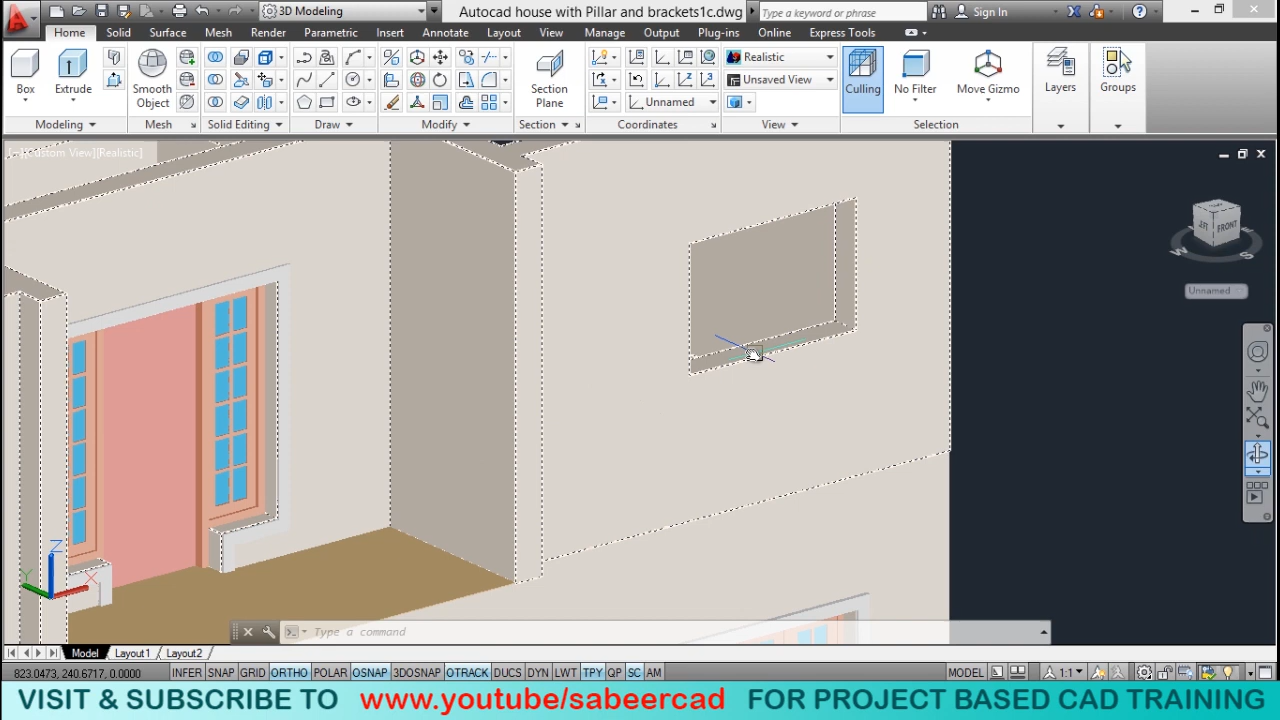 3D Modeling
Autocad house with Pillar and brackets1c.dwg
Type a keyword or phrase
Sign In
Home Solid Surface Mesh Render Parametric Insert Annotate Layout View Manage Output Plug-ins Online Express Tools
Realistic
Unsaved View
Unnamed
Box
Extrude
Smooth
Object
Section
Plane
Culling
No Filter
Move Gizmo
Layers
Groups
Modeling
Mesh
Solid Editing
Draw
Modify
Section
Coordinates
View
Selection
[–][Custom View][Realistic]
FRONT
W
S
Unnamed
Z
Y
X
Type a command
Model Layout1 Layout2
823.0473, 240.6717, 0.0000
INFER SNAP GRID ORTHO POLAR OSNAP 3DOSNAP OTRACK DUCS DYN LWT TPY QP SC AM
MODEL
1:1
VISIT & SUBSCRIBE TO www.youtube/sabeercad FOR PROJECT BASED CAD TRAINING